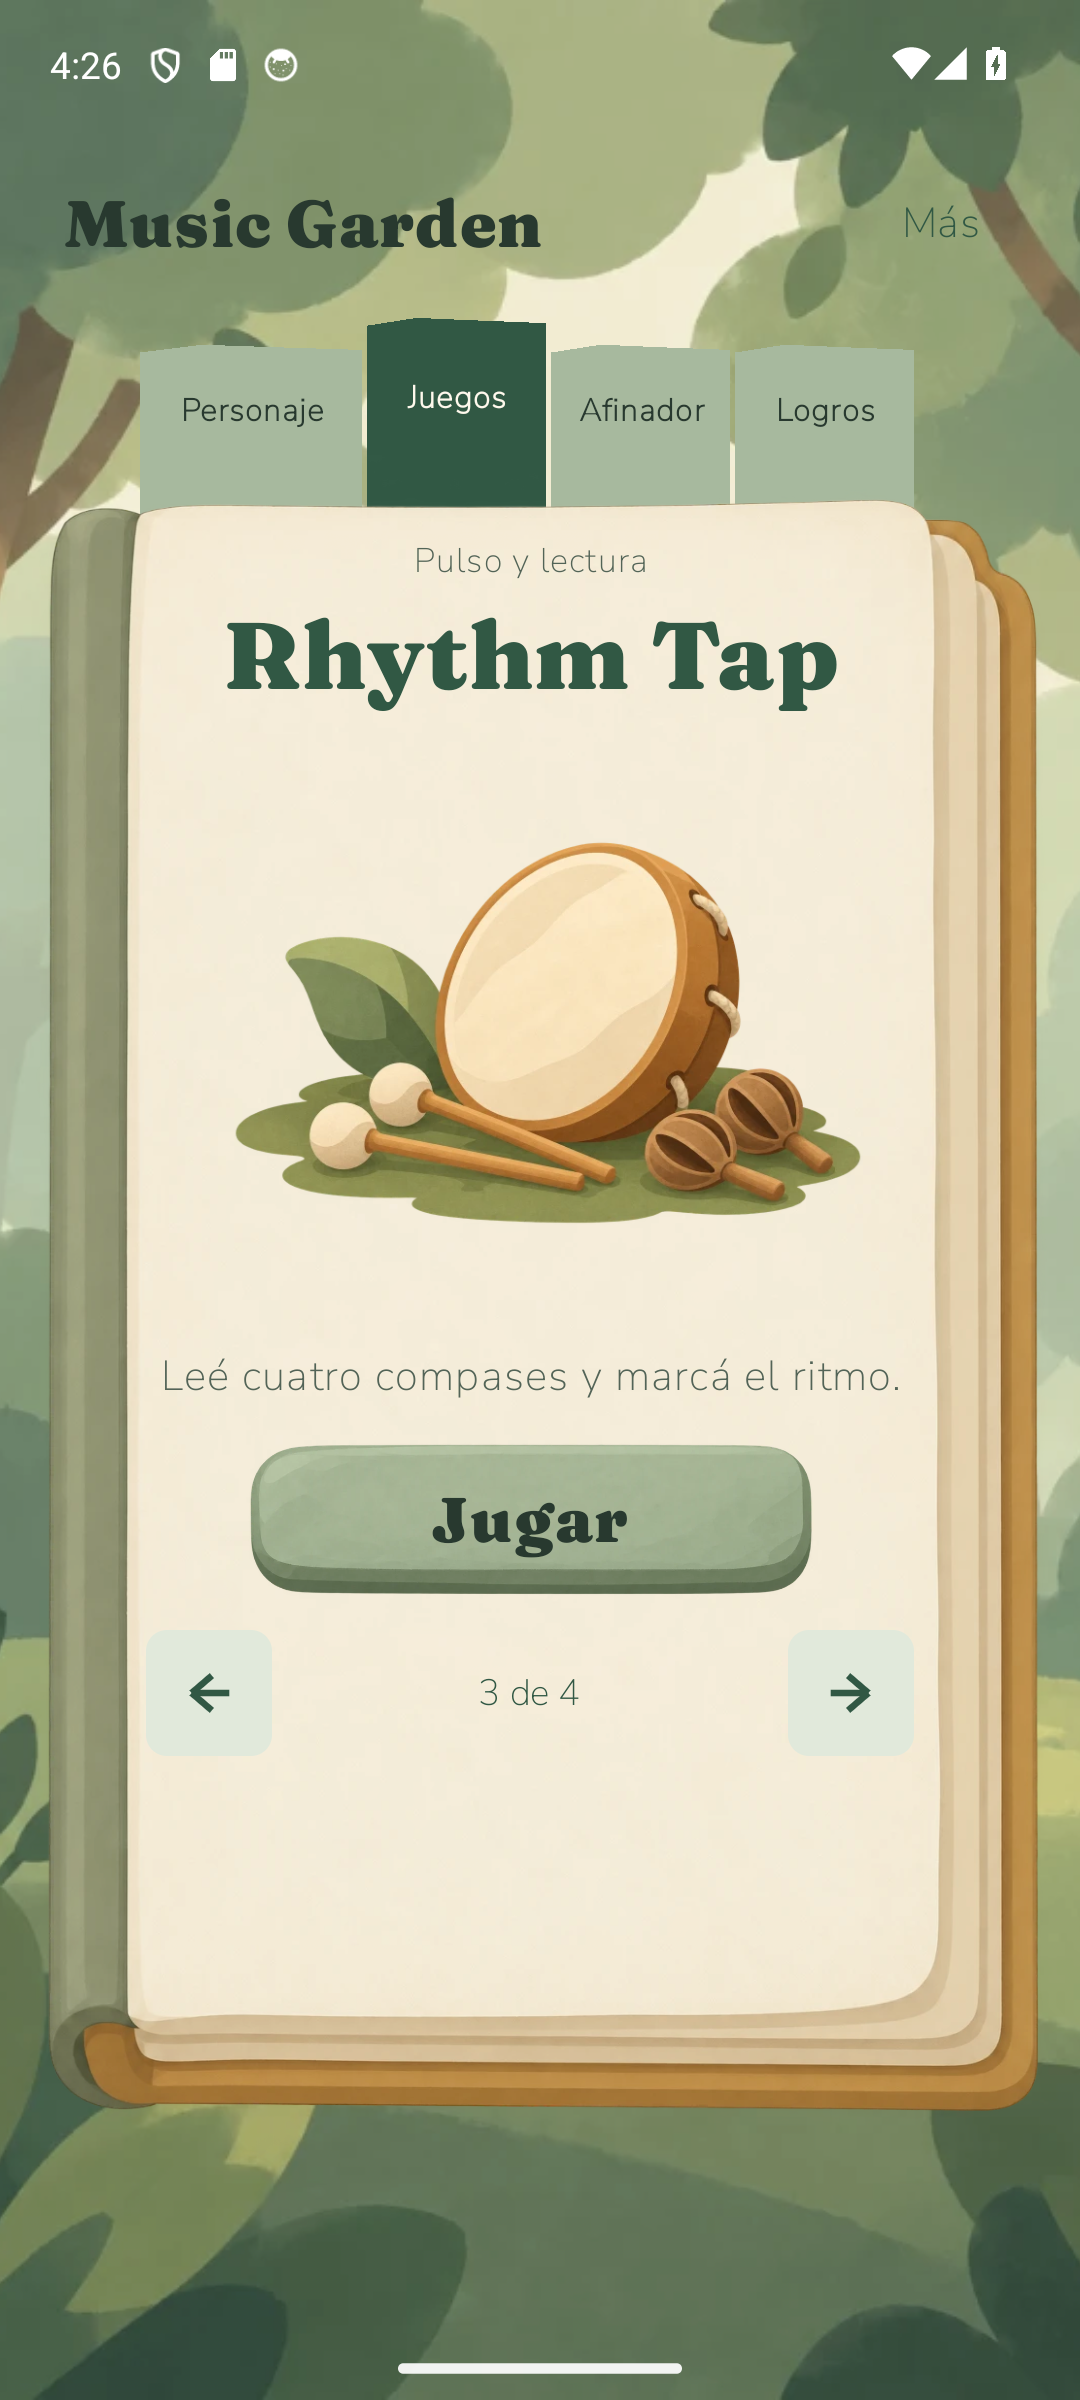 4:26
Music Garden
Más
Personaje
Juegos
Afinador
Logros
Pulso y lectura
Rhythm Tap
Leé cuatro compases y marcá el ritmo.
Jugar
3 de 4